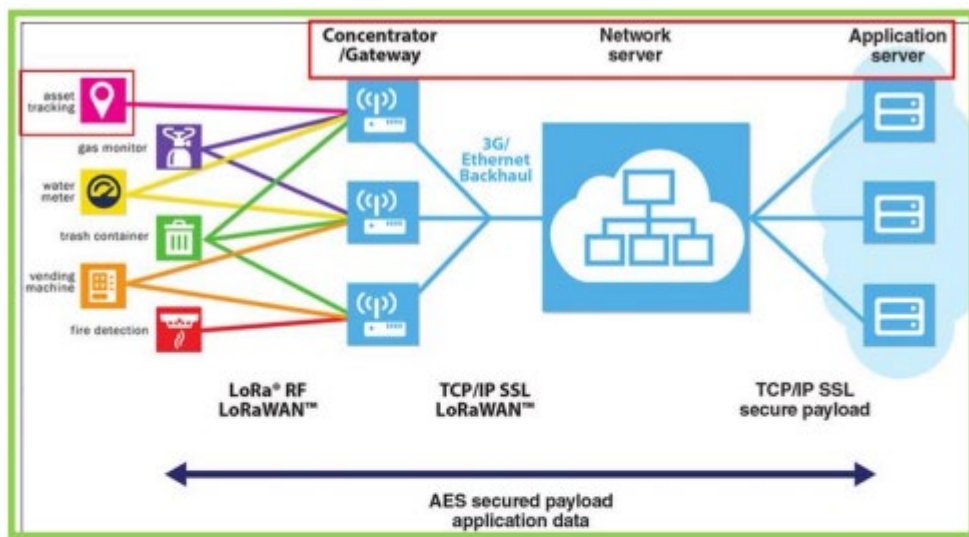 Concentrator
/Gateway
Network
server
Application
server
asset
tracking
gas monitor
water
meter
trash container
vending
machine
fire detection
3G/
Ethernet
Backhaul
LoRa® RF
LoRaWAN™
TCP/IP SSL
LoRaWAN™
TCP/IP SSL
secure payload
AES secured payload
application data